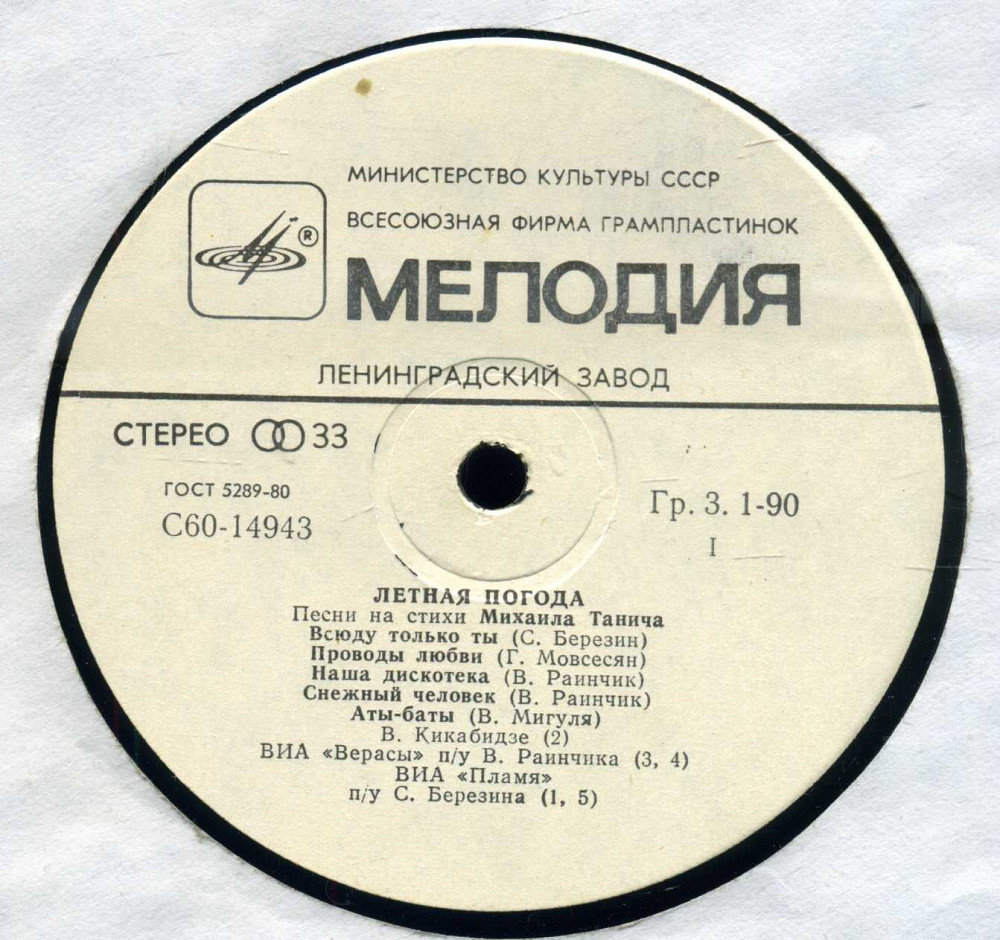 МИНИСТЕРСТВО КУЛЬТУРЫ СССР
ВСЕСОЮЗНАЯ ФИРМА ГРАМПЛАСТИНОК
®
МЕЛОДИЯ
ЛЕНИНГРАДСКИЙ ЗАВОД
СТЕРЕО 33
ГОСТ 5289-80
С60-14943
Гр. 3. 1-90
I
ЛЕТНАЯ ПОГОДА
Песни на стихи Михаила Танича
Всюду только ты (С. Березин)
Проводы любви (Г. Мовсесян)
Наша дискотека (В. Раинчик)
Снежный человек (В. Раинчик)
Аты-баты (В. Мигуля)
В. Кикабидзе (2)
ВИА «Верасы» п/у В. Раинчика (3, 4)
ВИА «Пламя»
п/у С. Березина (1, 5)